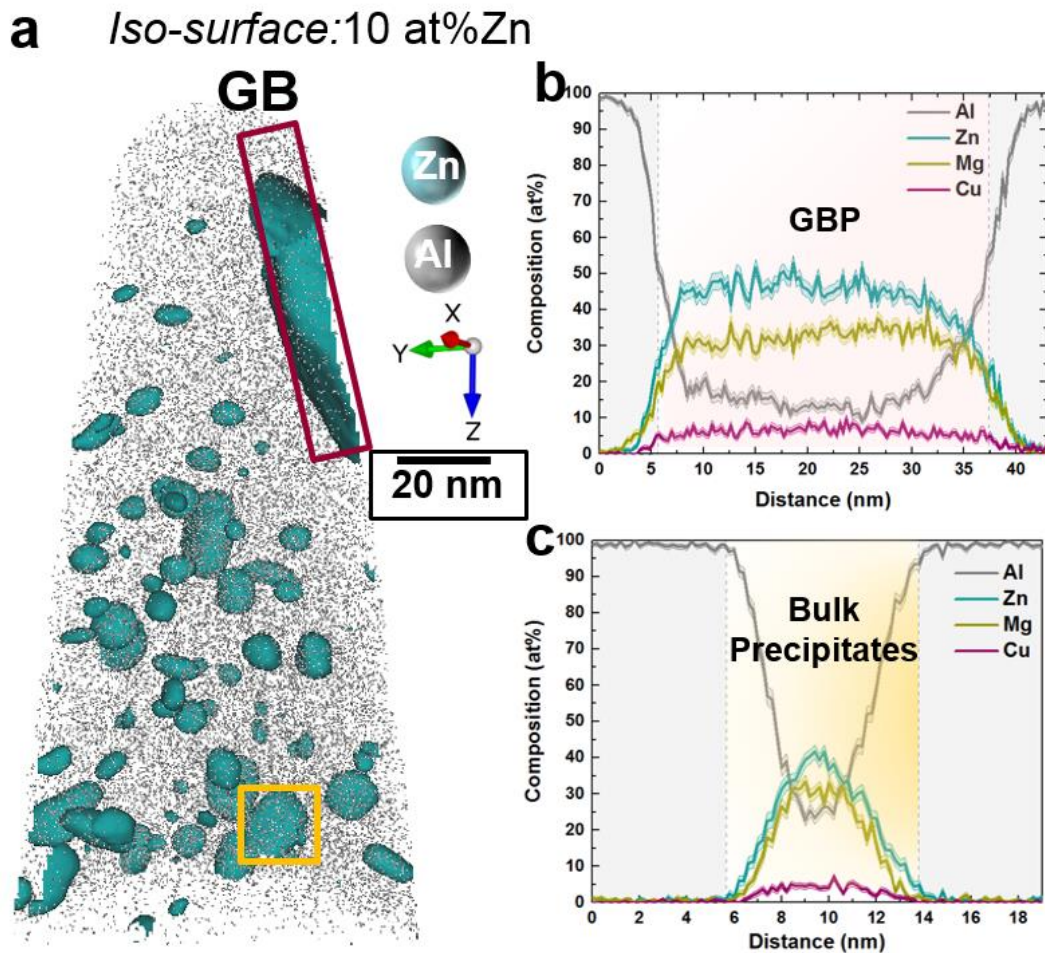 a
Iso-surface:10 at%Zn
GB
Zn
Al
X
Y
Z
20 nm
b
100
90
80
70
60
50
40
30
20
10
0
Composition (at%)
Al
Zn
Mg
Cu
GBP
0 5 10 15 20 25 30 35 40
Distance (nm)
c
100
90
80
70
60
50
40
30
20
10
0
Composition (at%)
Al
Zn
Mg
Cu
Bulk
Precipitates
0 2 4 6 8 10 12 14 16 18
Distance (nm)